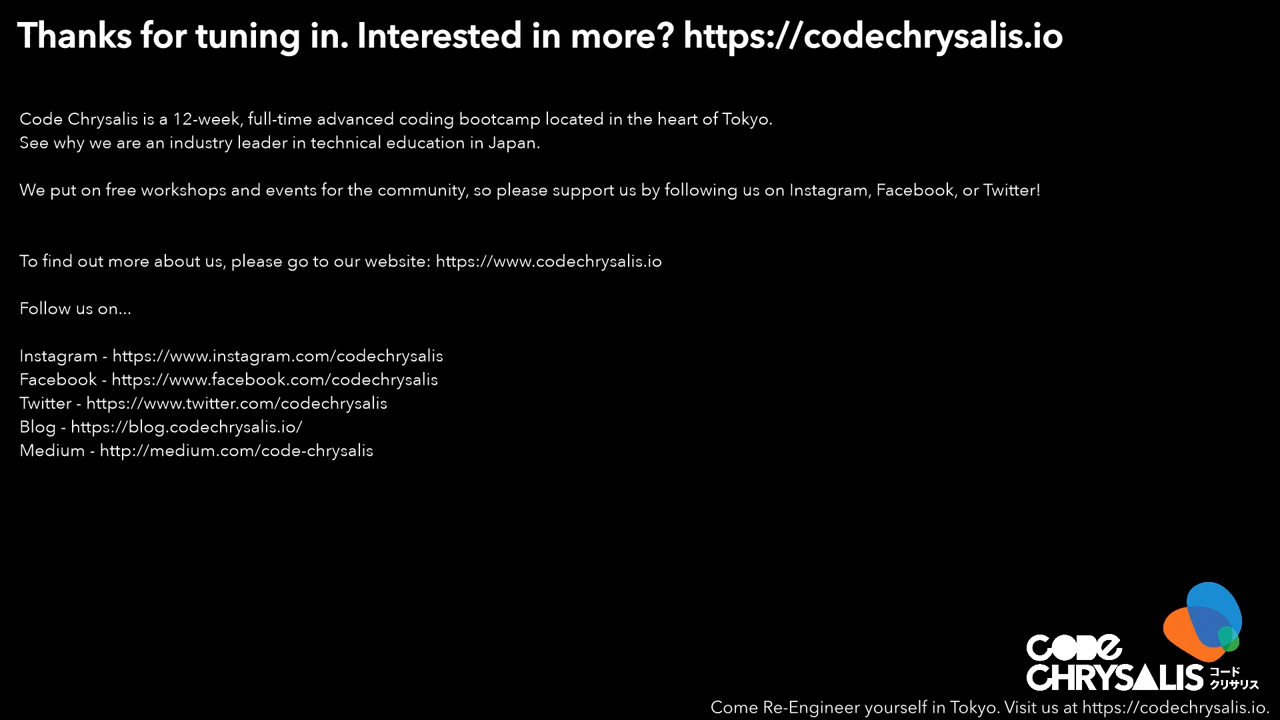 Thanks for tuning in. Interested in more? https://codechrysalis.io
Code Chrysalis is a 12-week, full-time advanced coding bootcamp located in the heart of Tokyo.
See why we are an industry leader in technical education in Japan.
We put on free workshops and events for the community, so please support us by following us on Instagram, Facebook, or Twitter!
To find out more about us, please go to our website: https://www.codechrysalis.io
Follow us on...
Instagram - https://www.instagram.com/codechrysalis
Facebook - https://www.facebook.com/codechrysalis
Twitter - https://www.twitter.com/codechrysalis
Blog - https://blog.codechrysalis.io/
Medium - http://medium.com/code-chrysalis
CODE
CHRYSALIS
コード
クリサリス
Come Re-Engineer yourself in Tokyo. Visit us at https://codechrysalis.io.